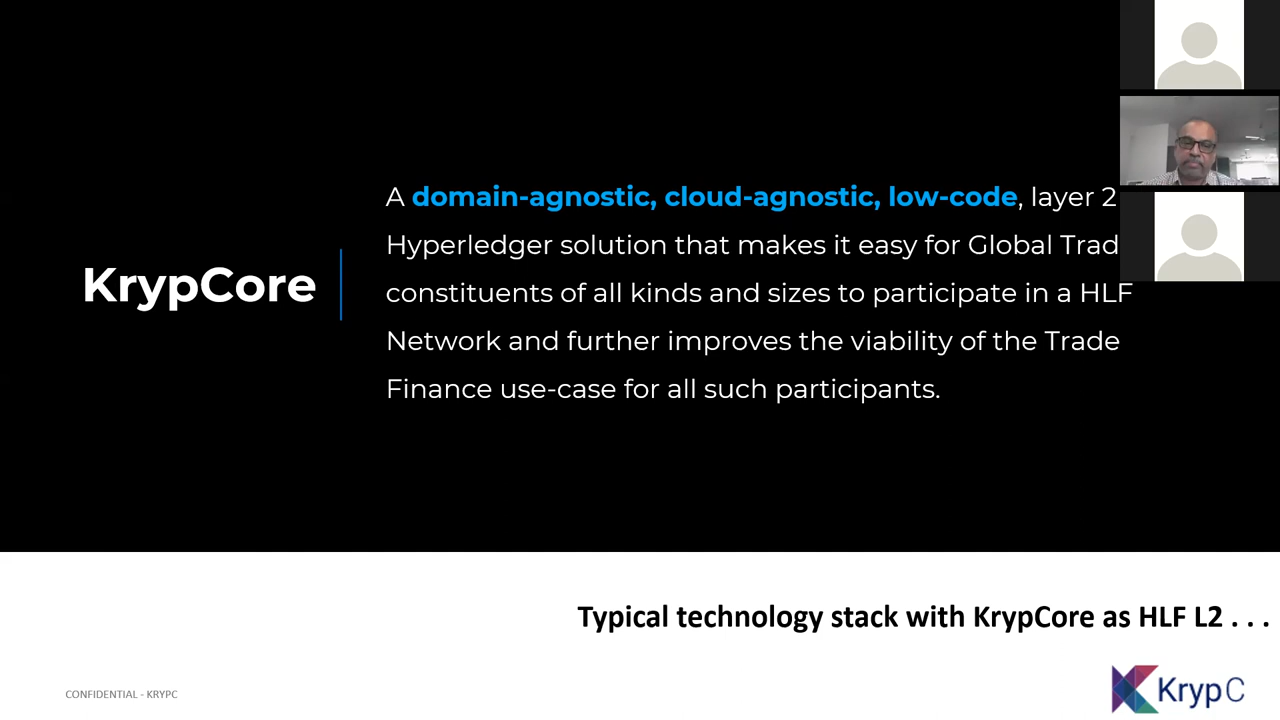 KrypCore
A domain-agnostic, cloud-agnostic, low-code, layer 2
Hyperledger solution that makes it easy for Global Trad
constituents of all kinds and sizes to participate in a HLF
Network and further improves the viability of the Trade
Finance use-case for all such participants.
Typical technology stack with KrypCore as HLF L2 . . .
CONFIDENTIAL - KRYPC
KrypC